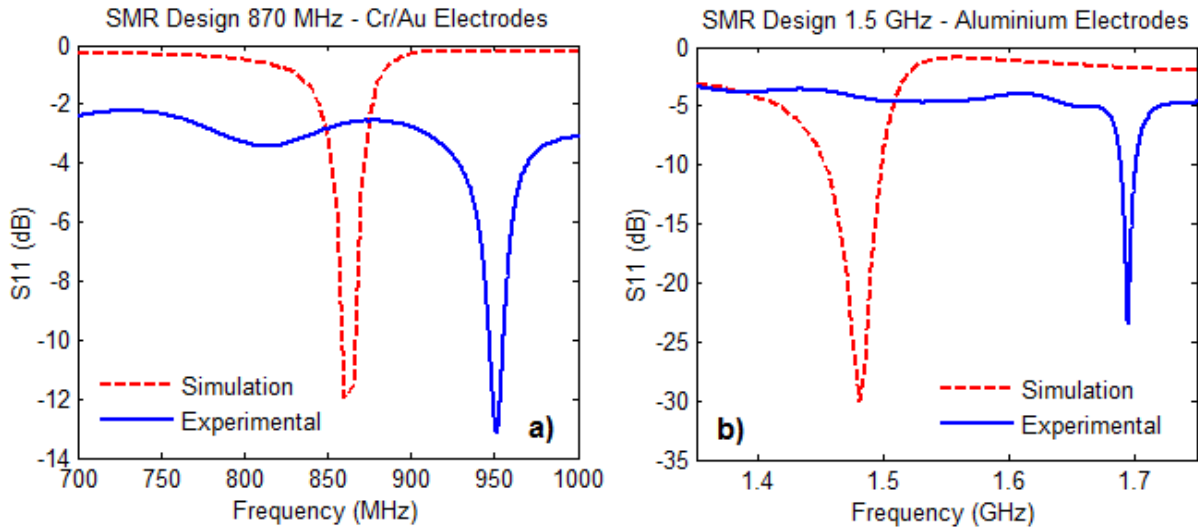 SMR Design 870 MHz - Cr/Au Electrodes
0
-2
-4
-6
-8
-10
-12
-14
S11 (dB)
Simulation
Experimental
a)
700 750 800 850 900 950 1000
Frequency (MHz)
SMR Design 1.5 GHz - Aluminium Electrodes
0
-5
-10
-15
-20
-25
-30
-35
S11 (dB)
Simulation
Experimental
b)
1.4 1.5 1.6 1.7
Frequency (GHz)